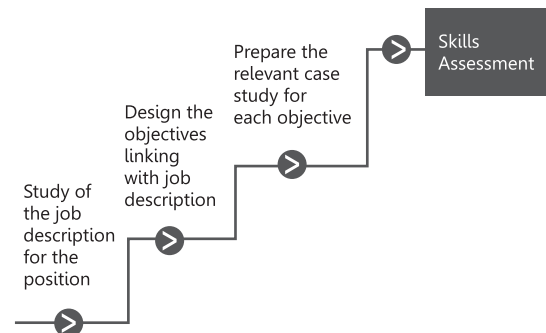 Study of
the job
description
for the
position
Design the
objectives
linking
with job
description
Prepare the
relevant case
study for
each objective
Skills
Assessment